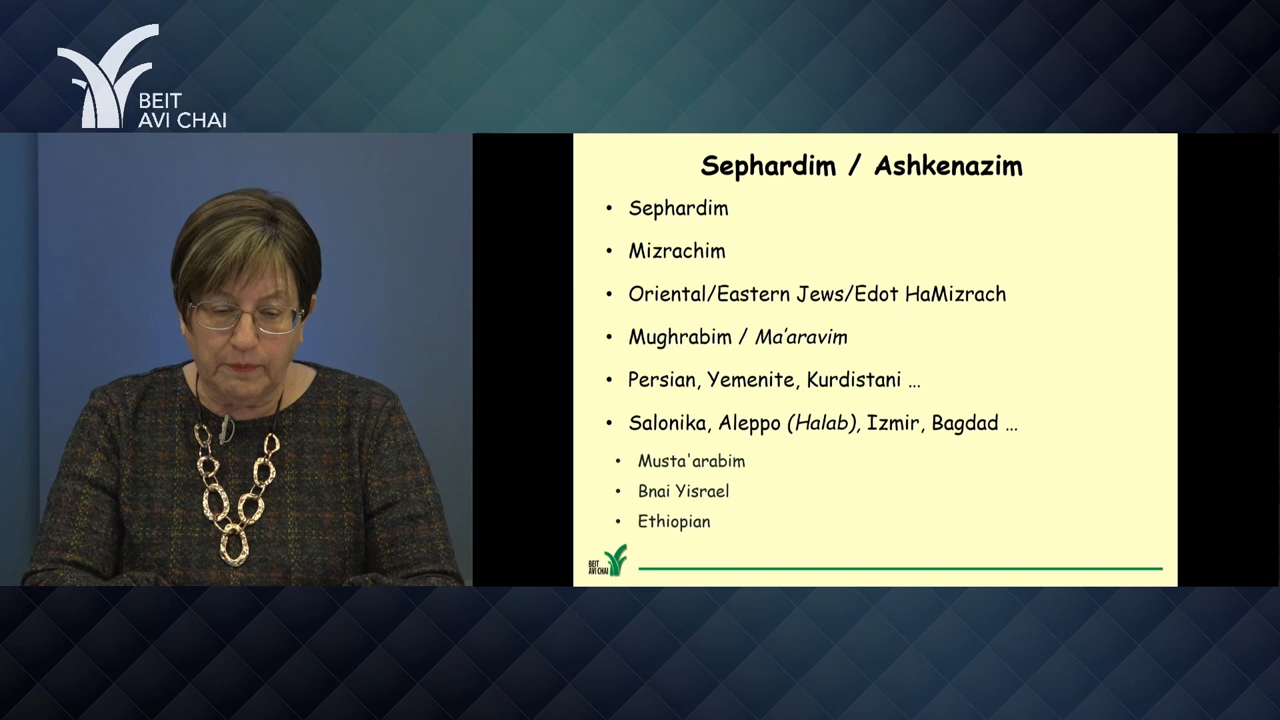 BEIT
AVI CHAI
Sephardim / Ashkenazim
• Sephardim
• Mizrachim
• Oriental/Eastern Jews/Edot HaMizrach
• Mughrabim / Ma'aravim
• Persian, Yemenite, Kurdistani ...
• Salonika, Aleppo (Halab), Izmir, Bagdad ...
• Musta'arabim
• Bnai Yisrael
• Ethiopian
BEIT
AVI CHAI